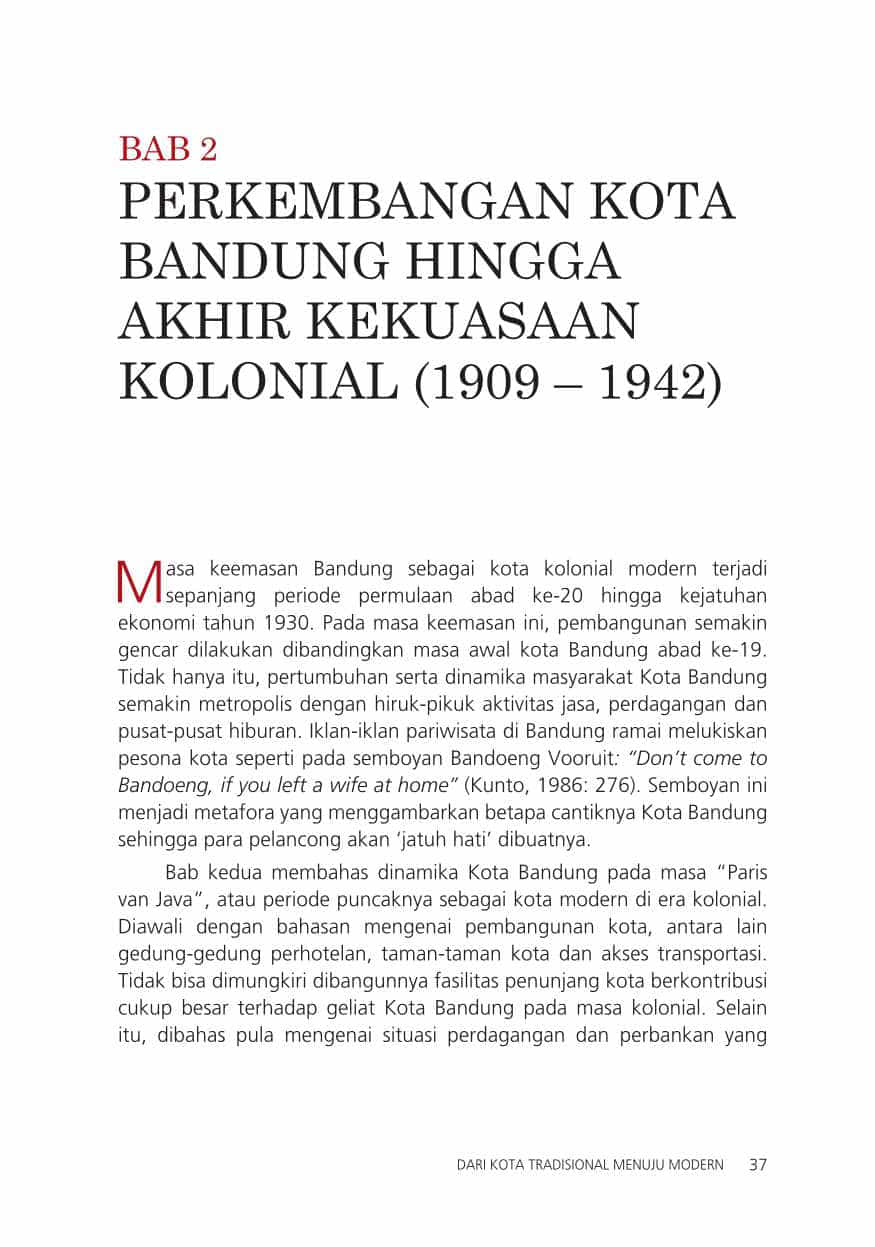 BAB 2
PERKEMBANGAN KOTA
BANDUNG HINGGA
AKHIR KEKUASAAN
KOLONIAL (1909 – 1942)
Masa keemasan Bandung sebagai kota kolonial modern terjadi
sepanjang periode permulaan abad ke-20 hingga kejatuhan
ekonomi tahun 1930. Pada masa keemasan ini, pembangunan semakin
gencar dilakukan dibandingkan masa awal kota Bandung abad ke-19.
Tidak hanya itu, pertumbuhan serta dinamika masyarakat Kota Bandung
semakin metropolis dengan hiruk-pikuk aktivitas jasa, perdagangan dan
pusat-pusat hiburan. Iklan-iklan pariwisata di Bandung ramai melukiskan
pesona kota seperti pada semboyan Bandoeng Vooruit: “Don’t come to
Bandoeng, if you left a wife at home” (Kunto, 1986: 276). Semboyan ini
menjadi metafora yang menggambarkan betapa cantiknya Kota Bandung
sehingga para pelancong akan ‘jatuh hati’ dibuatnya.
Bab kedua membahas dinamika Kota Bandung pada masa “Paris
van Java”, atau periode puncaknya sebagai kota modern di era kolonial.
Diawali dengan bahasan mengenai pembangunan kota, antara lain
gedung-gedung perhotelan, taman-taman kota dan akses transportasi.
Tidak bisa dimungkiri dibangunnya fasilitas penunjang kota berkontribusi
cukup besar terhadap geliat Kota Bandung pada masa kolonial. Selain
itu, dibahas pula mengenai situasi perdagangan dan perbankan yang
DARI KOTA TRADISIONAL MENUJU MODERN 37